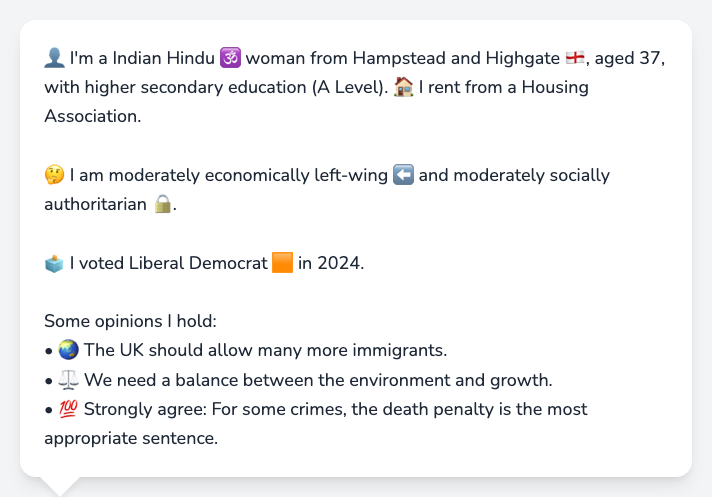 👤 I'm a Indian Hindu 🕉️ woman from Hampstead and Highgate 🏴󠁧󠁢󠁥󠁮󠁧󠁿, aged 37,
with higher secondary education (A Level). 🏠 I rent from a Housing
Association.
🤔 I am moderately economically left-wing ⬅️ and moderately socially
authoritarian 🔒.
🗳️ I voted Liberal Democrat 🟧 in 2024.
Some opinions I hold:
• 🌏 The UK should allow many more immigrants.
• ⚖️ We need a balance between the environment and growth.
• 💯 Strongly agree: For some crimes, the death penalty is the most
appropriate sentence.